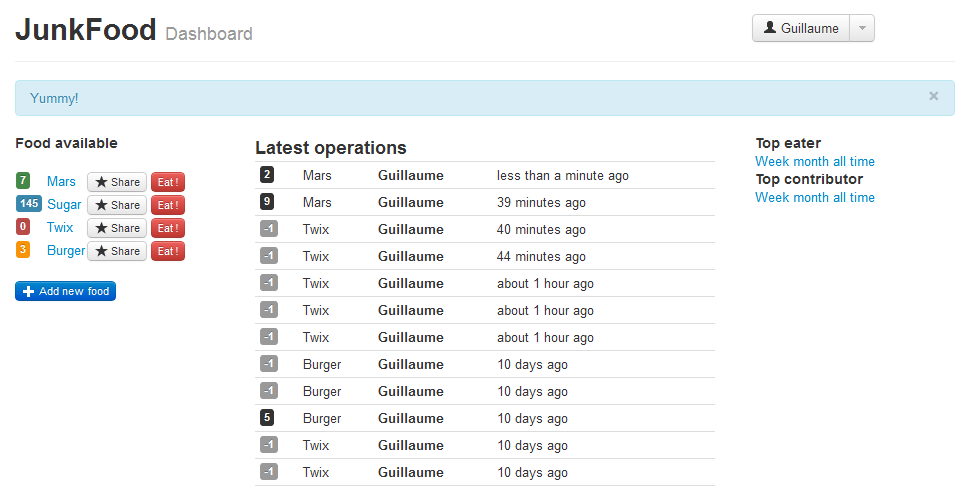 JunkFood Dashboard
Guillaume
Yummy! ×
Food available
7 Mars Share Eat !
145 Sugar Share Eat !
0 Twix Share Eat !
3 Burger Share Eat !
Add new food
Latest operations
2 Mars Guillaume less than a minute ago
9 Mars Guillaume 39 minutes ago
-1 Twix Guillaume 40 minutes ago
-1 Twix Guillaume 44 minutes ago
-1 Twix Guillaume about 1 hour ago
-1 Twix Guillaume about 1 hour ago
-1 Twix Guillaume about 1 hour ago
-1 Burger Guillaume 10 days ago
-1 Burger Guillaume 10 days ago
5 Burger Guillaume 10 days ago
-1 Twix Guillaume 10 days ago
-1 Twix Guillaume 10 days ago
Top eater
Week month all time
Top contributor
Week month all time